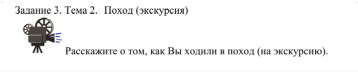 Задание 3. Тема 2. Поход (экскурсия)
Расскажите о том, как Вы ходили в поход (на экскурсию).